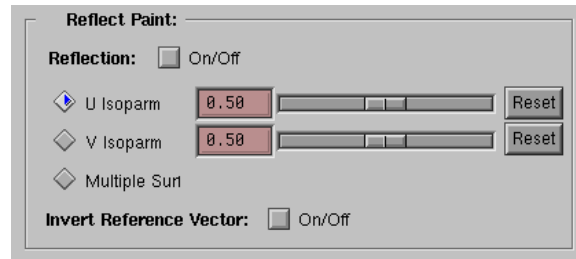 Reflect Paint:
Reflection: On/Off
U Isoparm 0.50 Reset
V Isoparm 0.50 Reset
Multiple Surf
Invert Reference Vector: On/Off